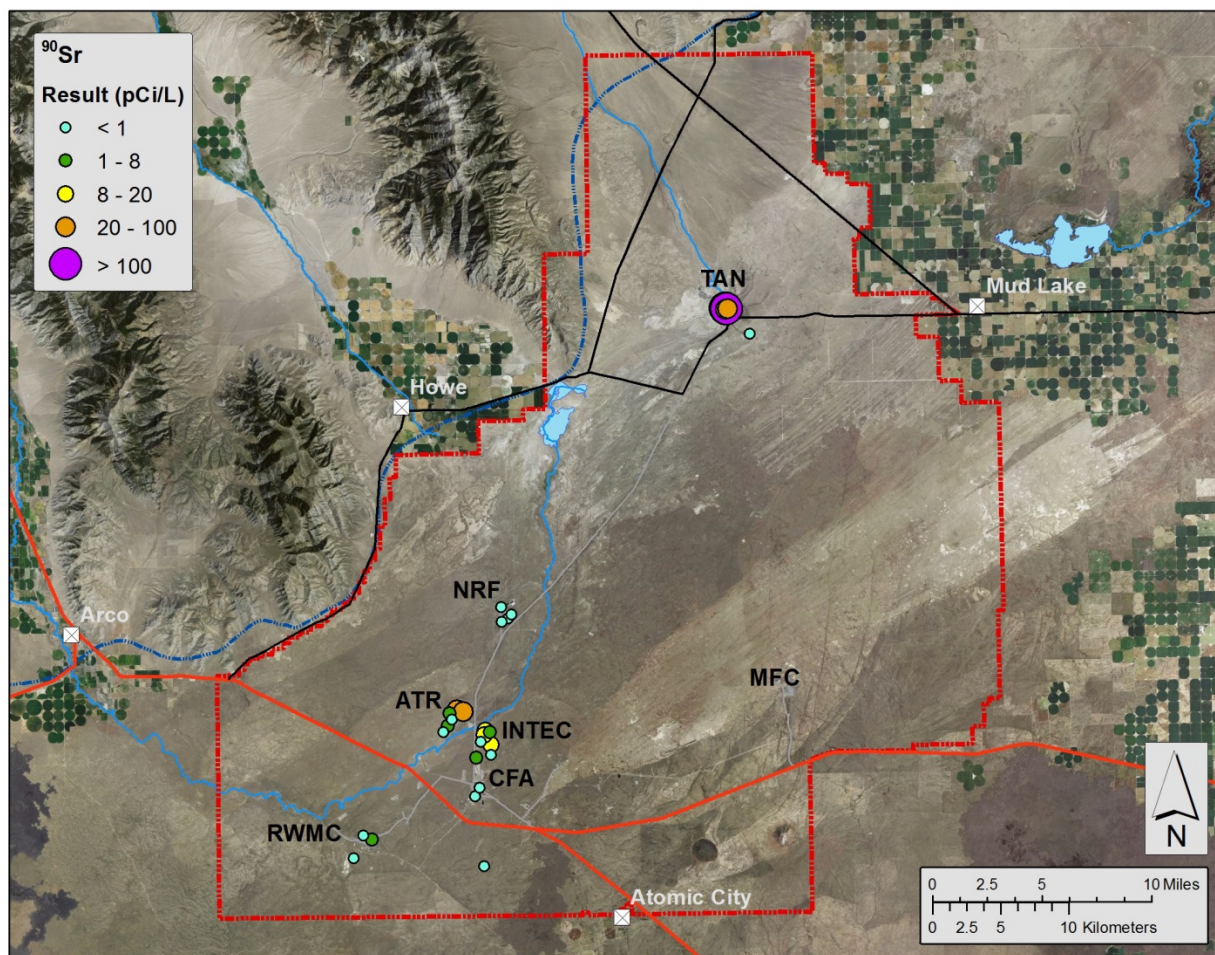 ⁹⁰Sr
Result (pCi/L)
< 1
1 - 8
8 - 20
20 - 100
> 100
TAN
Mud Lake
Howe
NRF
Arco
MFC
ATR
INTEC
CFA
RWMC
Atomic City
N
0 2.5 5 10 Miles
0 2.5 5 10 Kilometers